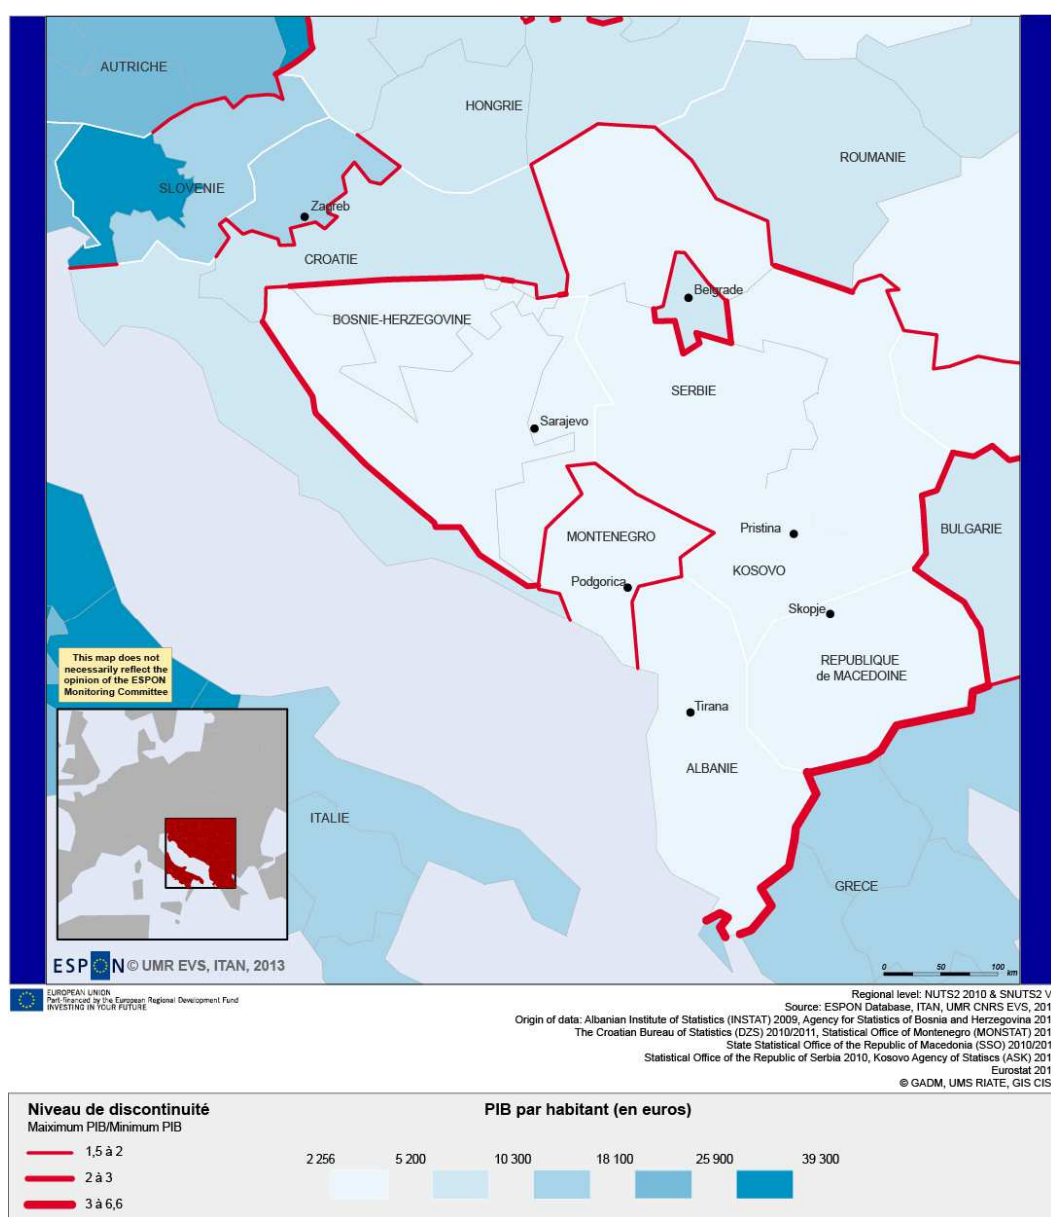 AUTRICHE
HONGRIE
ROUMANIE
SLOVENIE
Zagreb
CROATIE
Belgrade
BOSNIE-HERZEGOVINE
SERBIE
Sarajevo
Pristina
BULGARIE
MONTENEGRO
KOSOVO
Podgorica
Skopje
This map does not
necessarily reflect the
opinion of the ESPON
Monitoring Committee
REPUBLIQUE
de MACEDOINE
Tirana
ALBANIE
ITALIE
GRECE
ESPON © UMR EVS, ITAN, 2013
0 50 100 km
EUROPEAN UNION
Part-financed by the European Regional Development Fund
INVESTING IN YOUR FUTURE
Regional level: NUTS2 2010 & SNUTS2 V
Source: ESPON Database, ITAN, UMR CNRS EVS, 201
Origin of data: Albanian Institute of Statistics (INSTAT) 2009, Agency for Statistics of Bosnia and Herzegovina 201
The Croatian Bureau of Statistics (DZS) 2010/2011, Statistical Office of Montenegro (MONSTAT) 201
State Statistical Office of the Republic of Macedonia (SSO) 2010/201
Statistical Office of the Republic of Serbia 2010, Kosovo Agency of Statiscs (ASK) 201
Eurostat 201
© GADM, UMS RIATE, GIS CIS
Niveau de discontinuité
Maiximum PIB/Minimum PIB
1,5 à 2
2 à 3
3 à 6,6
PIB par habitant (en euros)
2 256 5 200 10 300 18 100 25 900 39 300